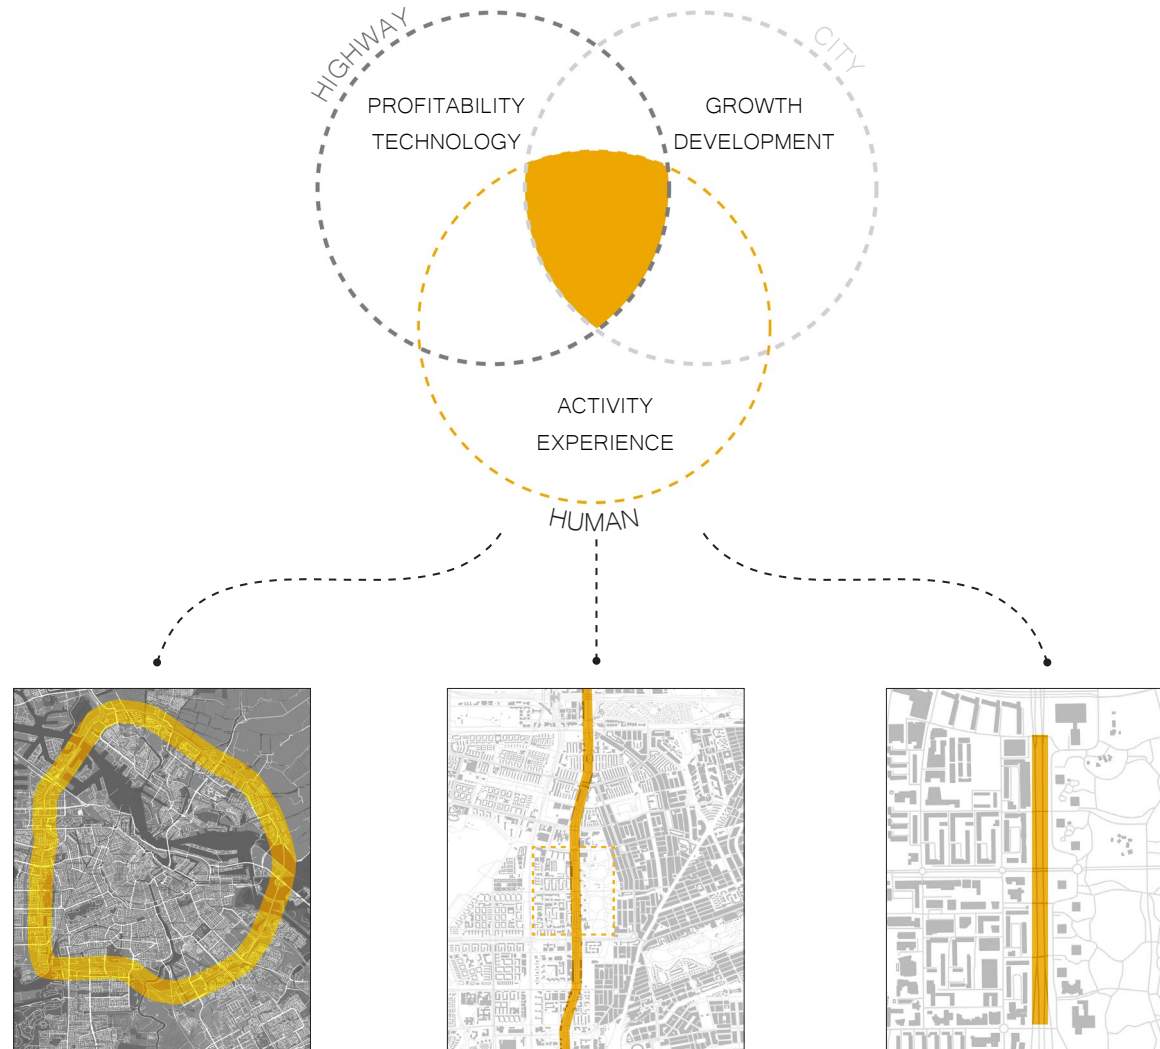 HIGHWAY
CITY
PROFITABILITY
TECHNOLOGY
GROWTH
DEVELOPMENT
ACTIVITY
EXPERIENCE
HUMAN